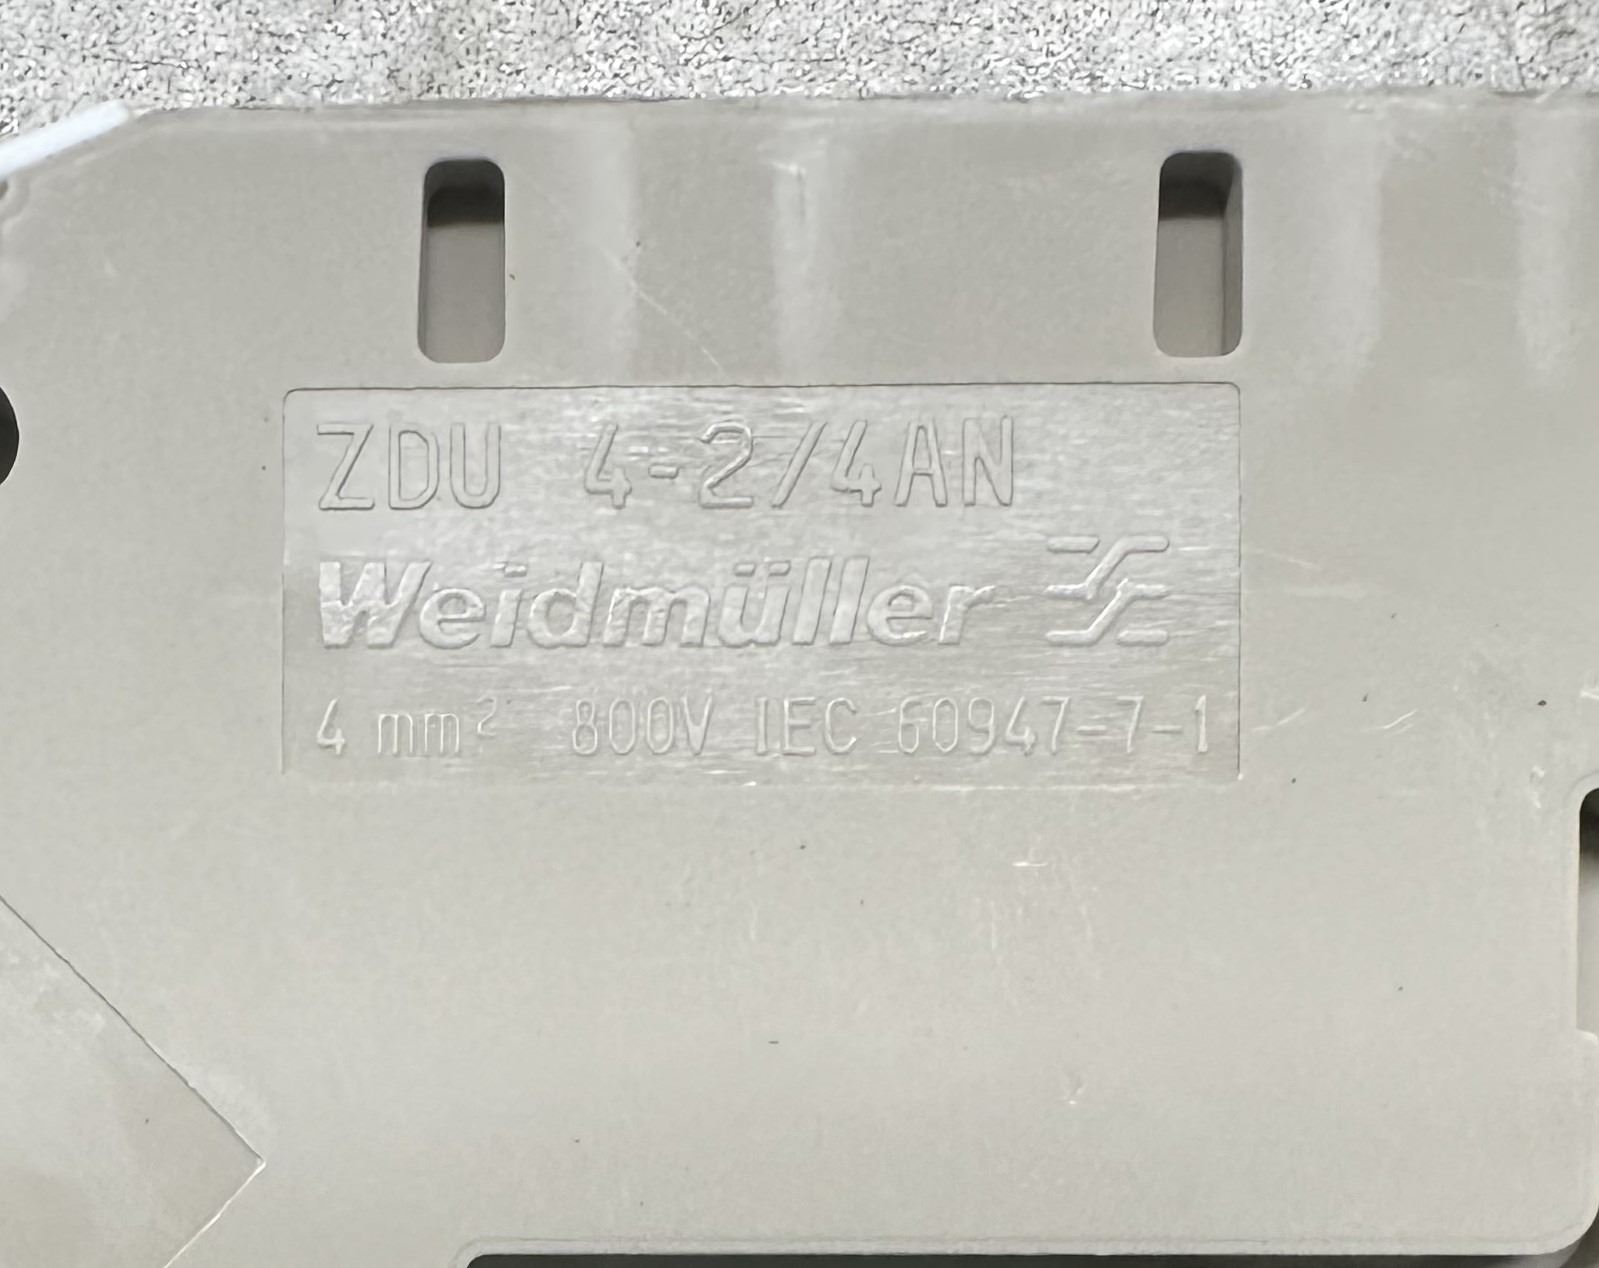 ZDU 4-2/4AN
Weidmüller
4 mm² 800V IEC 60947-7-1